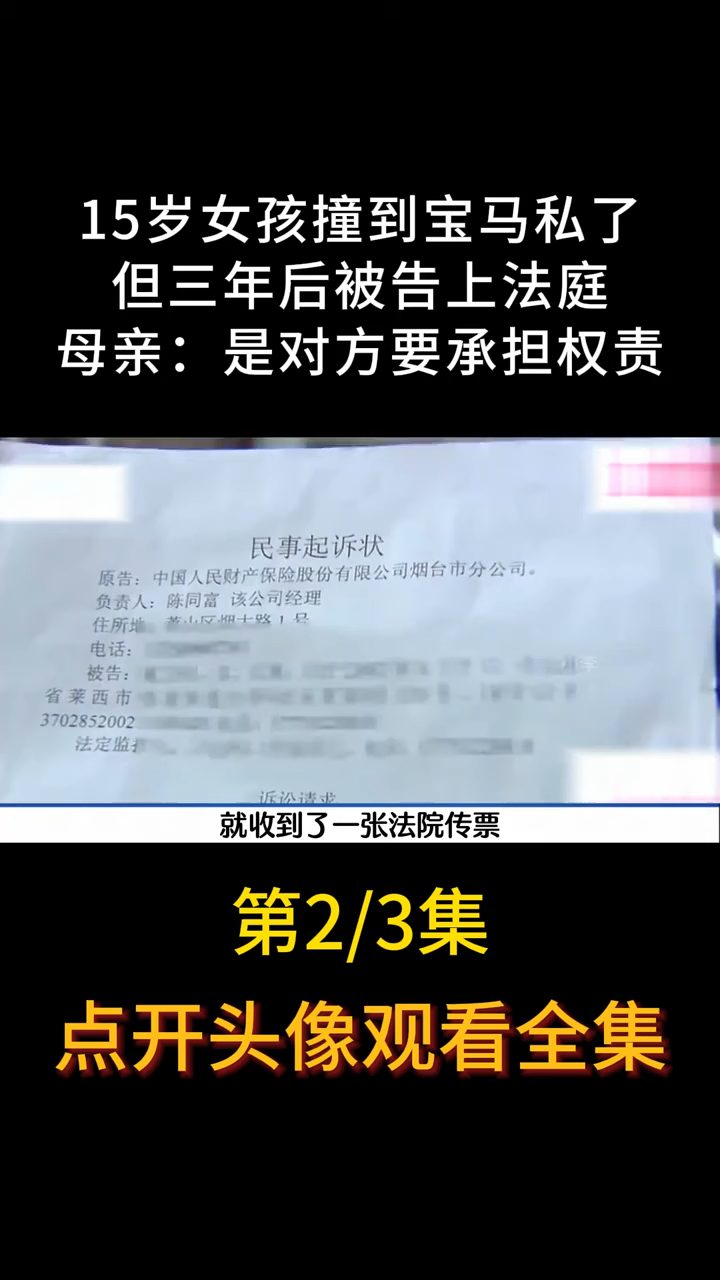 15岁女孩撞到宝马私了
但三年后被告上法庭
母亲：是对方要承担权责
民事起诉状
原告：中国人民财产保险股份有限公司烟台市分公司。
负责人：陈同富 该公司经理
住所地
电话：
被告：
省莱西市
3702852002
法定监
诉讼请求
就收到了一张法院传票
第2/3集
点开头像观看全集